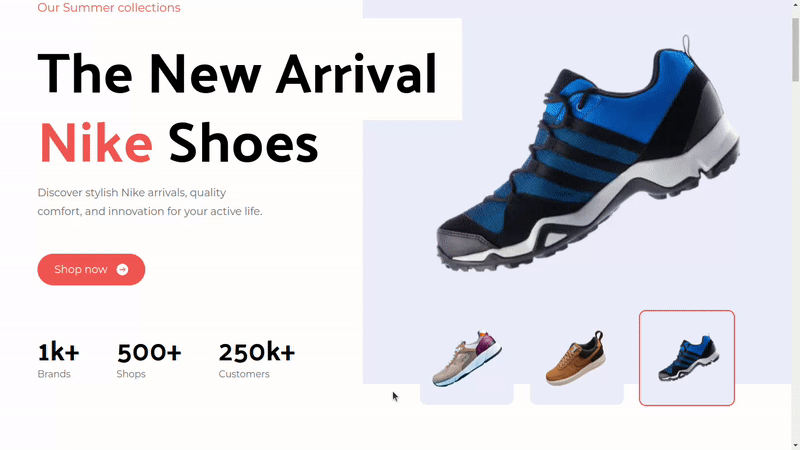 Our Summer collections
The New Arrival
Nike Shoes
Discover stylish Nike arrivals, quality
comfort, and innovation for your active life.
Shop now
1k+
Brands
500+
Shops
250k+
Customers